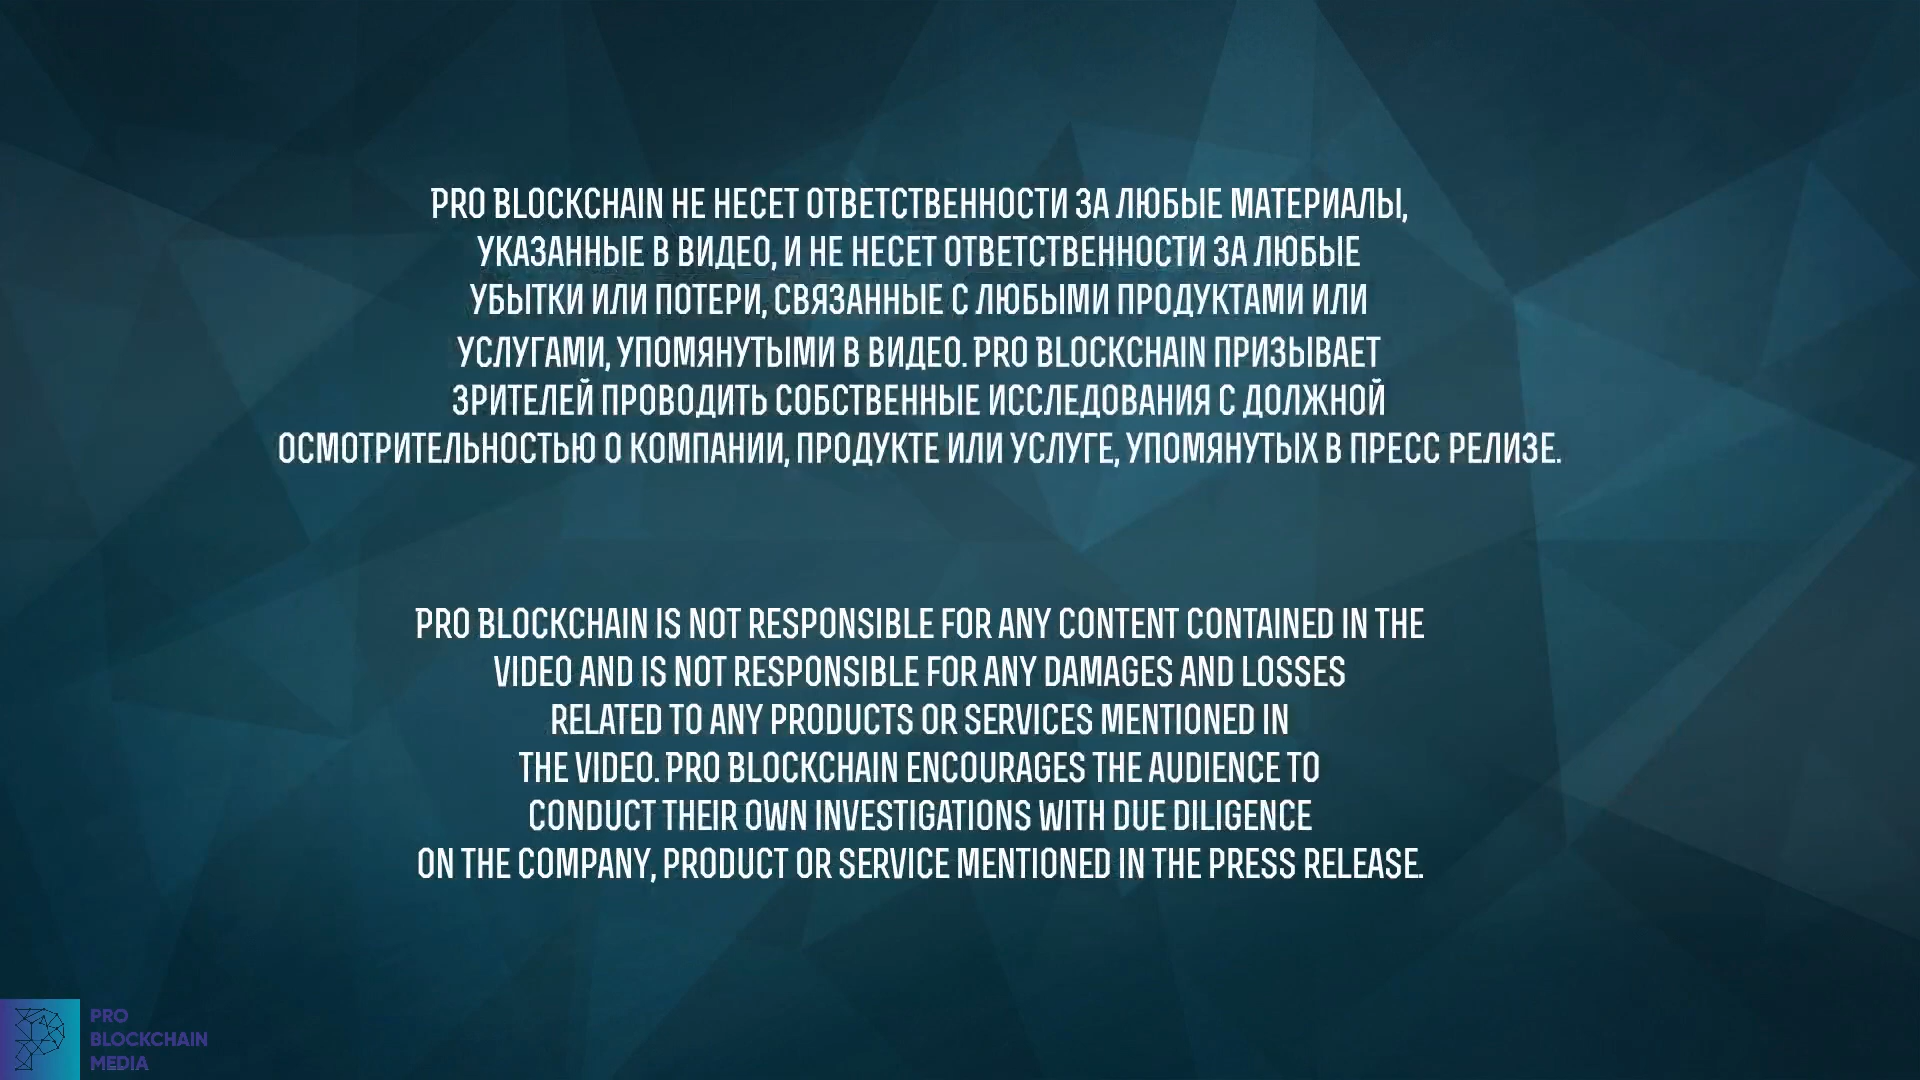 PRO BLOCKCHAIN НЕ НЕСЕТ ОТВЕТСТВЕННОСТИ ЗА ЛЮБЫЕ МАТЕРИАЛЫ,
УКАЗАННЫЕ В ВИДЕО, И НЕ НЕСЕТ ОТВЕТСТВЕННОСТИ ЗА ЛЮБЫЕ
УБЫТКИ ИЛИ ПОТЕРИ, СВЯЗАННЫЕ С ЛЮБЫМИ ПРОДУКТАМИ ИЛИ
УСЛУГАМИ, УПОМЯНУТЫМИ В ВИДЕО. PRO BLOCKCHAIN ПРИЗЫВАЕТ
ЗРИТЕЛЕЙ ПРОВОДИТЬ СОБСТВЕННЫЕ ИССЛЕДОВАНИЯ С ДОЛЖНОЙ
ОСМОТРИТЕЛЬНОСТЬЮ О КОМПАНИИ, ПРОДУКТЕ ИЛИ УСЛУГЕ, УПОМЯНУТЫХ В ПРЕСС РЕЛИЗЕ.
PRO BLOCKCHAIN IS NOT RESPONSIBLE FOR ANY CONTENT CONTAINED IN THE
VIDEO AND IS NOT RESPONSIBLE FOR ANY DAMAGES AND LOSSES
RELATED TO ANY PRODUCTS OR SERVICES MENTIONED IN
THE VIDEO. PRO BLOCKCHAIN ENCOURAGES THE AUDIENCE TO
CONDUCT THEIR OWN INVESTIGATIONS WITH DUE DILIGENCE
ON THE COMPANY, PRODUCT OR SERVICE MENTIONED IN THE PRESS RELEASE.
PRO
BLOCKCHAIN
MEDIA